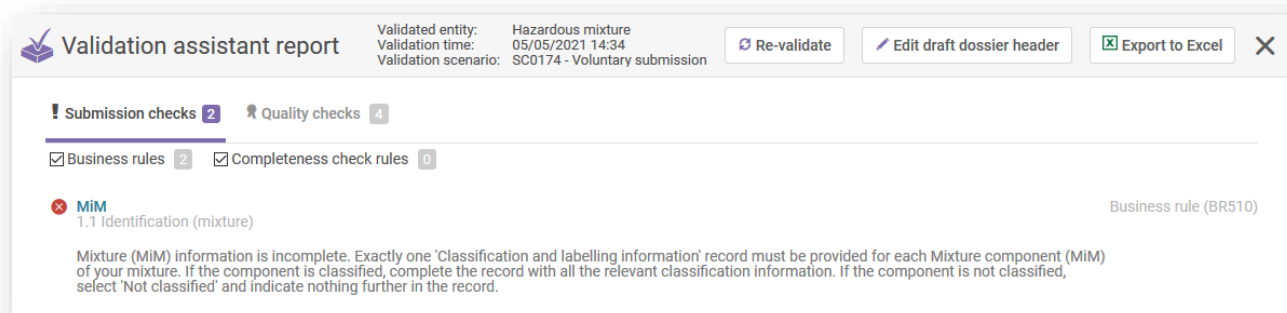 Validation assistant report
Validated entity: Hazardous mixture
Validation time: 05/05/2021 14:34
Validation scenario: SC0174 - Voluntary submission
Re-validate
Edit draft dossier header
Export to Excel
Submission checks 2
Quality checks 4
Business rules 2
Completeness check rules 0
MiM
Business rule (BR510)
1.1 Identification (mixture)
Mixture (MiM) information is incomplete. Exactly one 'Classification and labelling information' record must be provided for each Mixture component (MiM)
of your mixture. If the component is classified, complete the record with all the relevant classification information. If the component is not classified,
select 'Not classified' and indicate nothing further in the record.